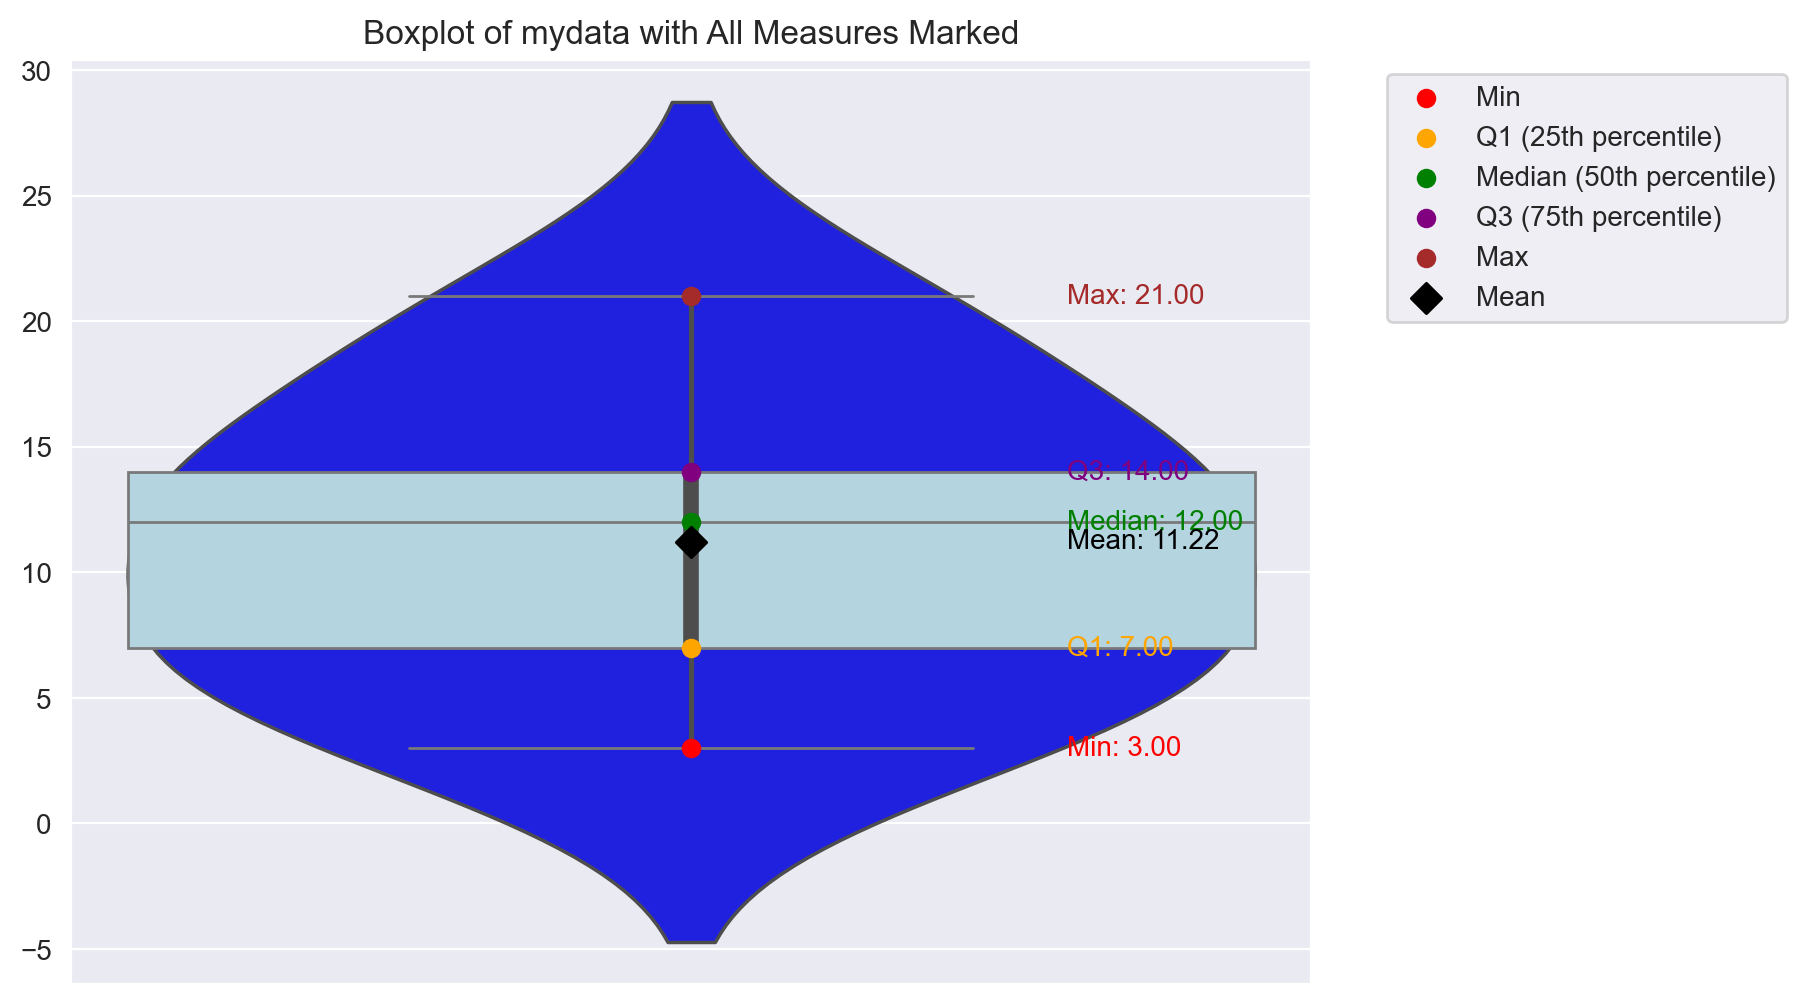 Boxplot of mydata with All Measures Marked
30
25
20
15
10
5
0
−5
Max: 21.00
Q3: 14.00
Median: 12.00
Mean: 11.22
Q1: 7.00
Min: 3.00
Min
Q1 (25th percentile)
Median (50th percentile)
Q3 (75th percentile)
Max
Mean